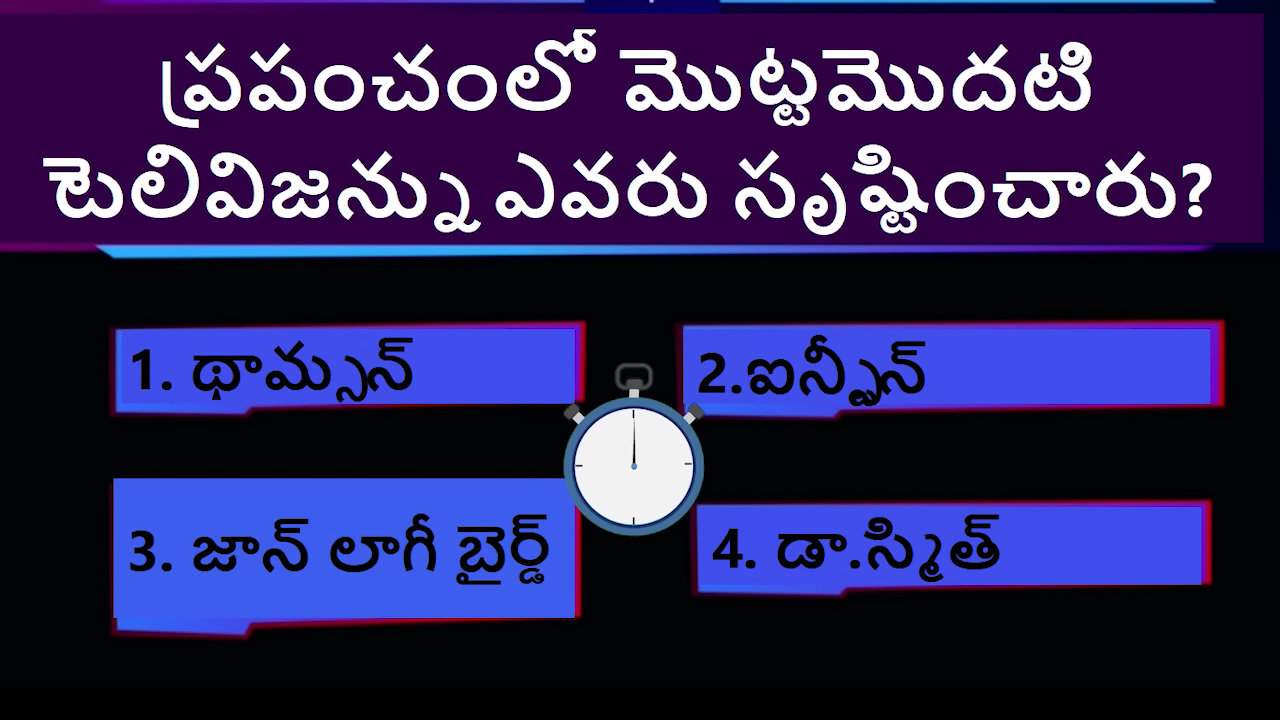 ప్రపంచంలో మొట్టమొదటి
టెలివిజన్ను ఎవరు సృష్టించారు?
1. థామ్సన్
2.ఐన్స్టీన్
3. జాన్ లాగీ బైర్డ్
4. డా.స్మిత్